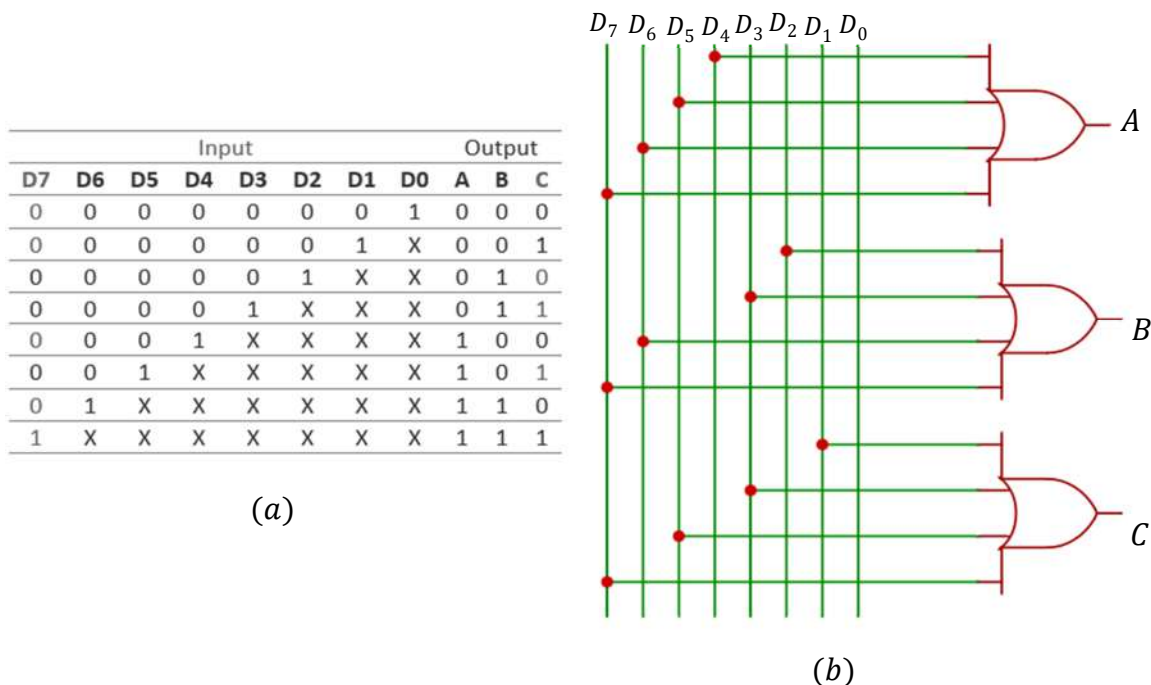 Input Output
D7 D6 D5 D4 D3 D2 D1 D0 A B C
0 0 0 0 0 0 0 1 0 0 0
0 0 0 0 0 0 1 X 0 0 1
0 0 0 0 0 1 X X 0 1 0
0 0 0 0 1 X X X 0 1 1
0 0 0 1 X X X X 1 0 0
0 0 1 X X X X X 1 0 1
0 1 X X X X X X 1 1 0
1 X X X X X X X 1 1 1
(a)
D₇ D₆ D₅ D₄ D₃ D₂ D₁ D₀
A
B
C
(b)